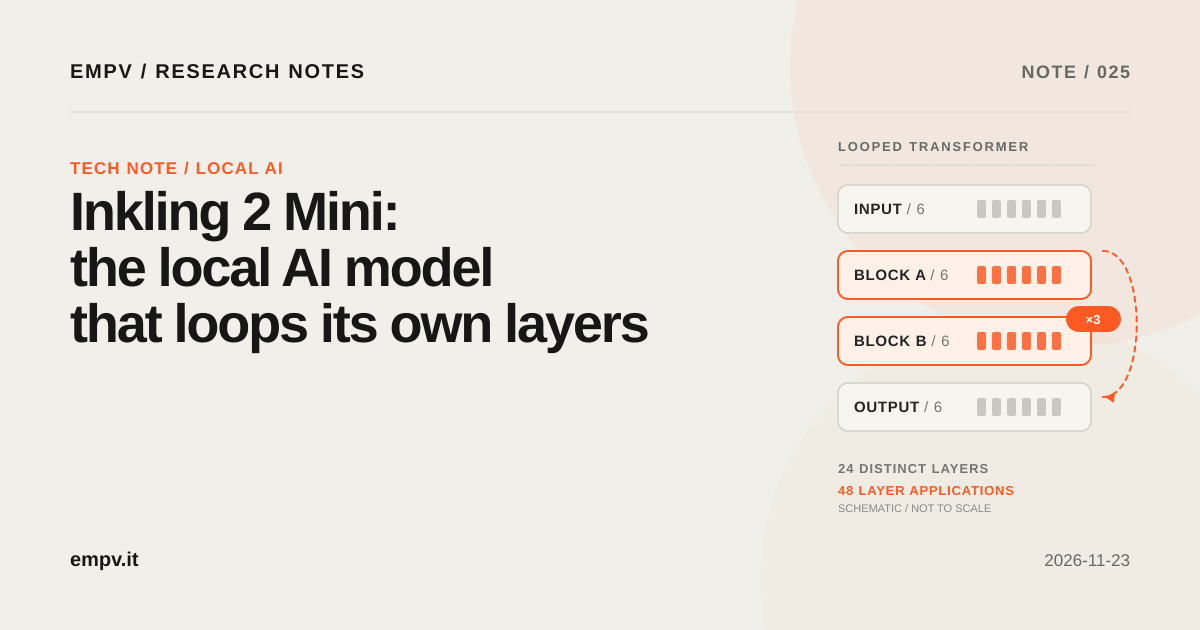 EMPV / RESEARCH NOTES
NOTE / 025
TECH NOTE / LOCAL AI
Inkling 2 Mini:
the local AI model
that loops its own layers
LOOPED TRANSFORMER
INPUT / 6
BLOCK A / 6
×3
BLOCK B / 6
OUTPUT / 6
24 DISTINCT LAYERS
48 LAYER APPLICATIONS
SCHEMATIC / NOT TO SCALE
empv.it
2026-11-23